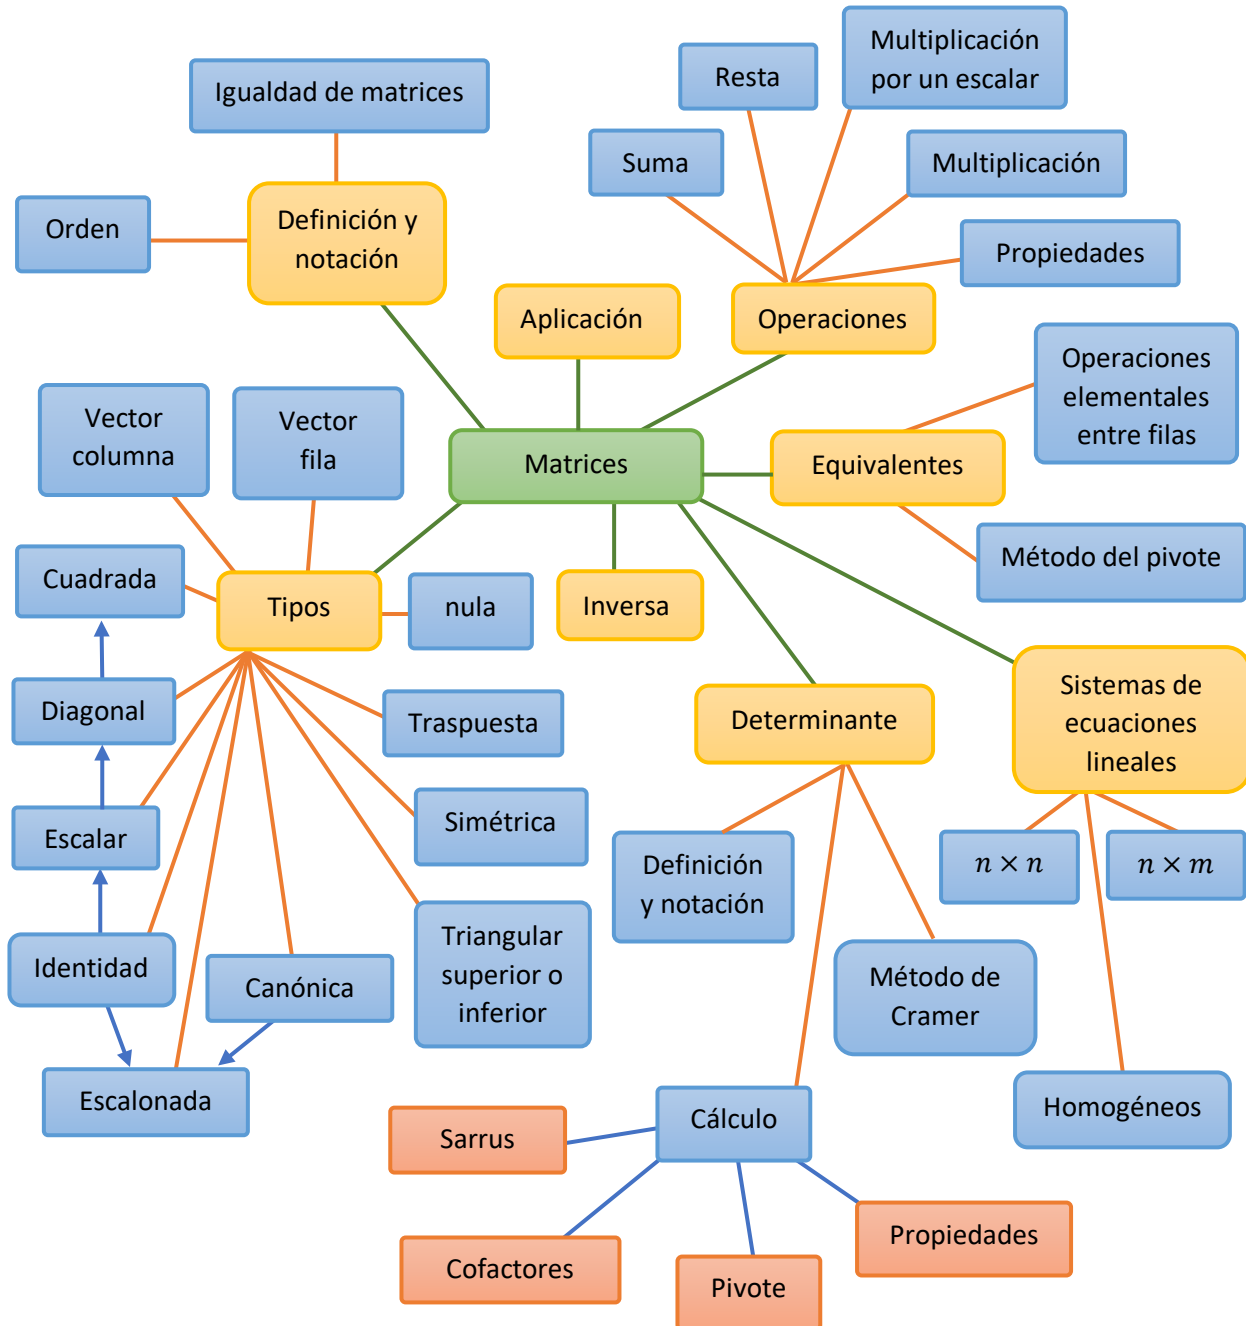 Multiplicación
por un escalar
Resta
Igualdad de matrices
Suma
Multiplicación
Orden
Definición y
notación
Propiedades
Aplicación
Operaciones
Operaciones
elementales
entre filas
Vector
columna
Vector
fila
Matrices
Equivalentes
Método del pivote
Cuadrada
Tipos
nula
Inversa
Sistemas de
ecuaciones
lineales
Diagonal
Traspuesta
Determinante
Escalar
Simétrica
Definición
y notación
n × n
n × m
Identidad
Canónica
Triangular
superior o
inferior
Método de
Cramer
Escalonada
Homogéneos
Cálculo
Sarrus
Propiedades
Cofactores
Pivote